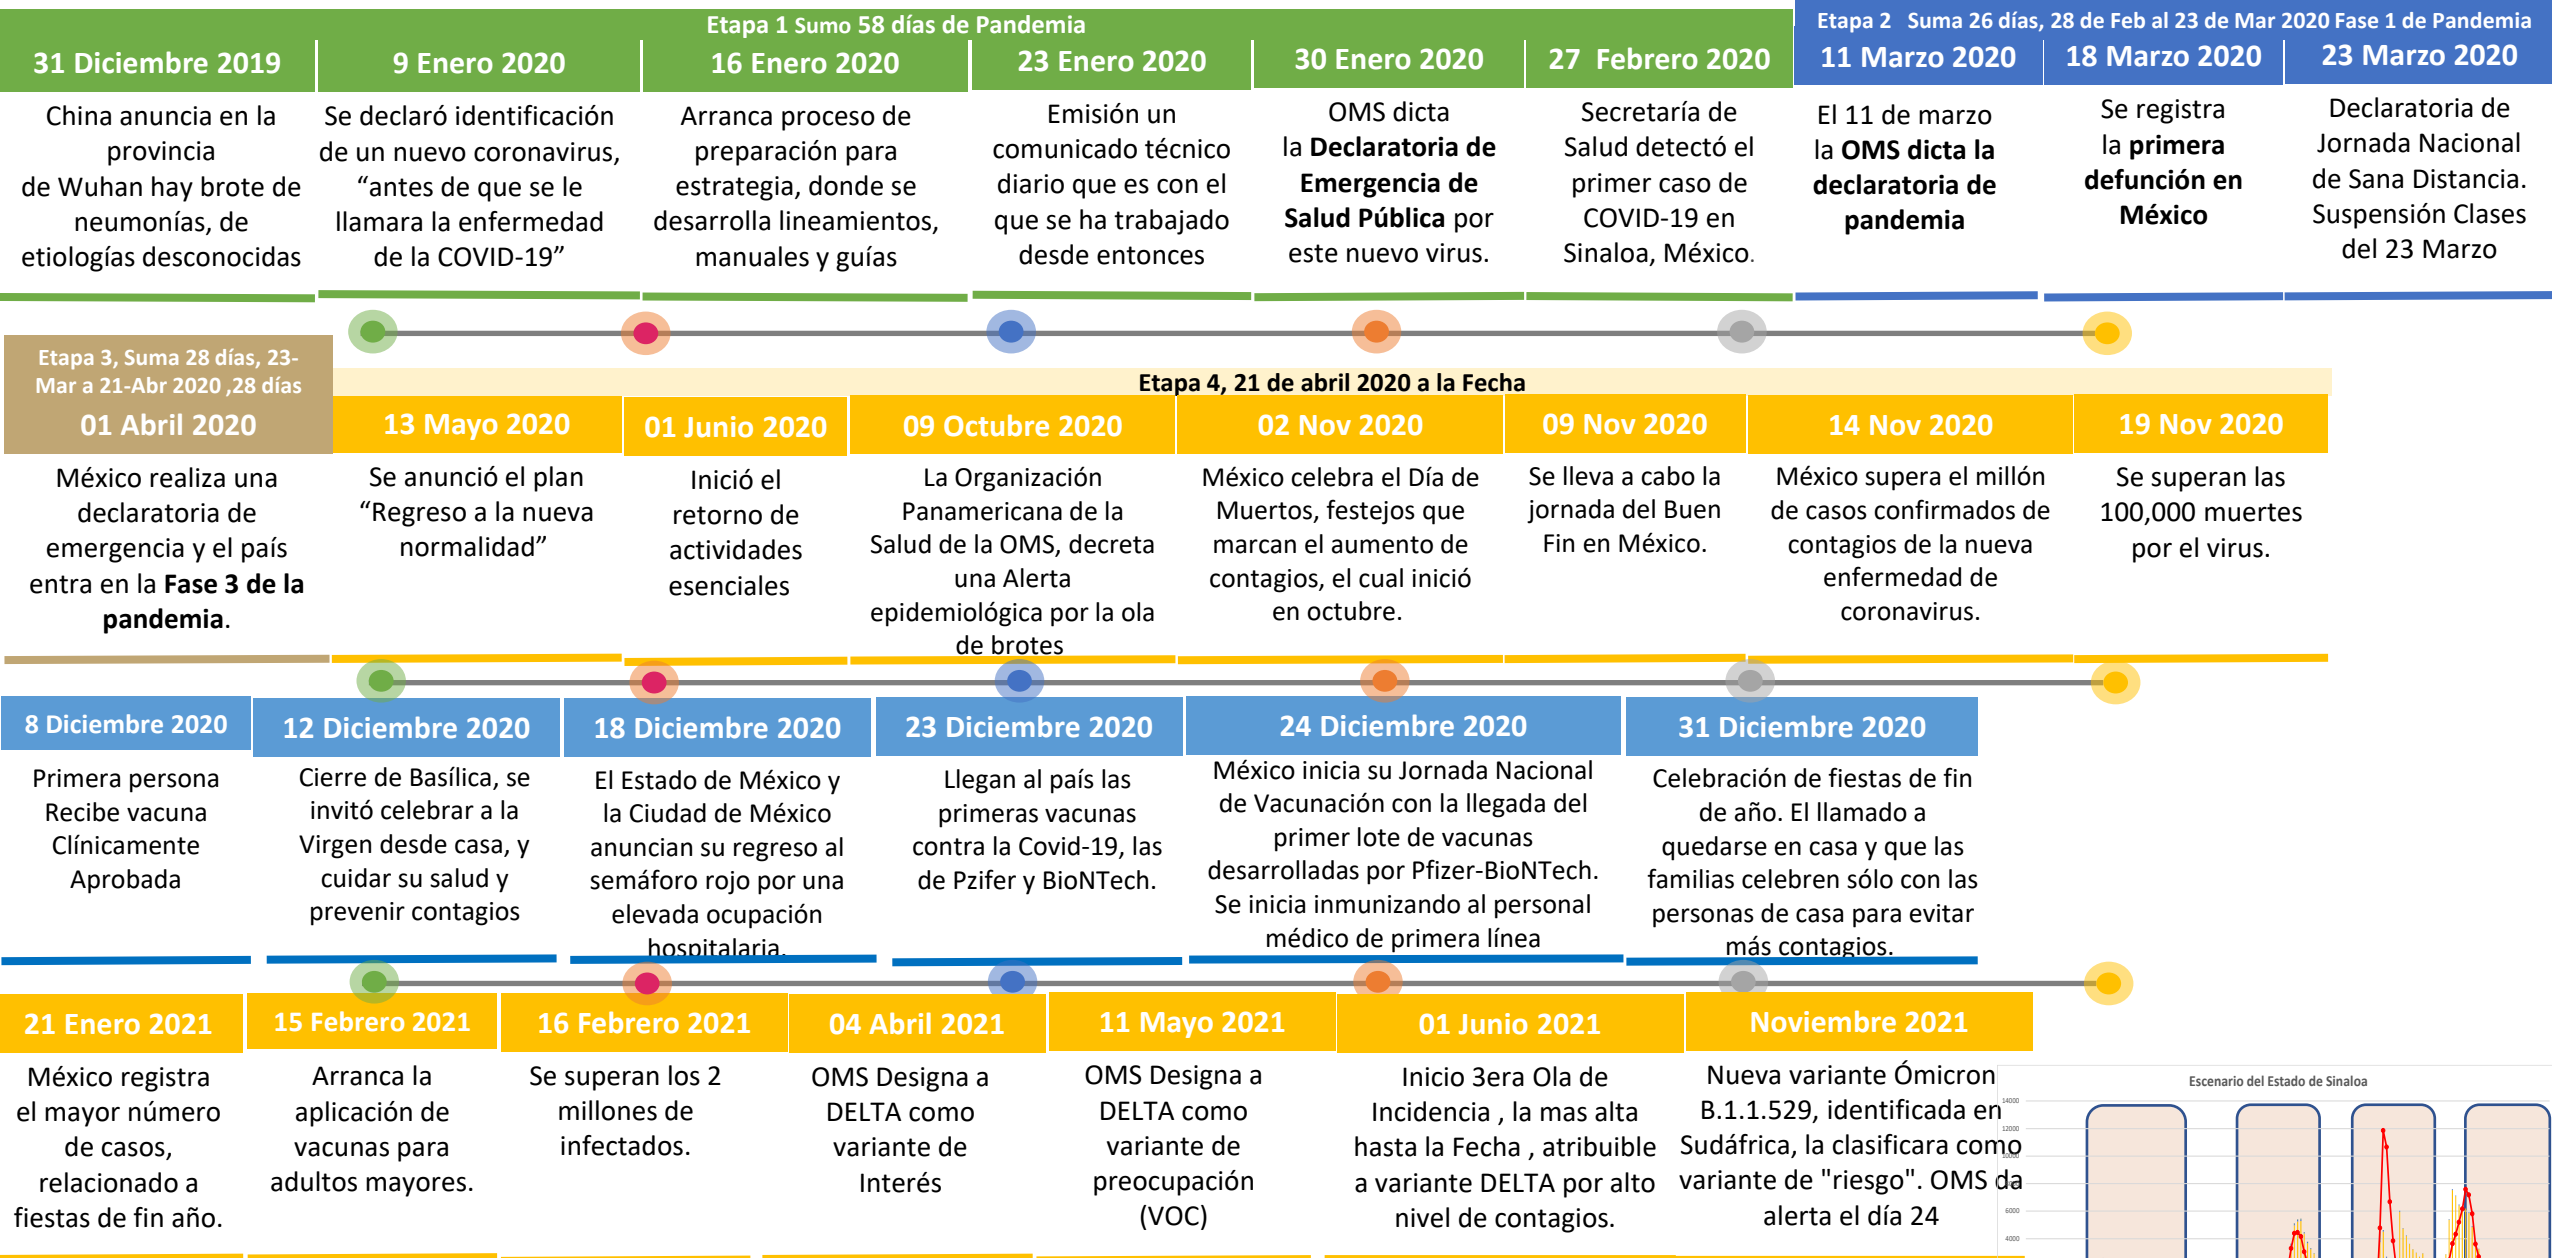 Etapa 1 Sumo 58 días de Pandemia
Etapa 2 Suma 26 días, 28 de Feb al 23 de Mar 2020 Fase 1 de Pandemia
31 Diciembre 2019
China anuncia en la
provincia
de Wuhan hay brote de
neumonías, de
etiologías desconocidas
9 Enero 2020
Se declaró identificación
de un nuevo coronavirus,
“antes de que se le
llamara la enfermedad
de la COVID-19”
16 Enero 2020
Arranca proceso de
preparación para
estrategia, donde se
desarrolla lineamientos,
manuales y guías
23 Enero 2020
Emisión un
comunicado técnico
diario que es con el
que se ha trabajado
desde entonces
30 Enero 2020
OMS dicta
la Declaratoria de
Emergencia de
Salud Pública por
este nuevo virus.
27 Febrero 2020
Secretaría de
Salud detectó el
primer caso de
COVID-19 en
Sinaloa, México.
11 Marzo 2020
El 11 de marzo
la OMS dicta la
declaratoria de
pandemia
18 Marzo 2020
Se registra
la primera
defunción en
México
23 Marzo 2020
Declaratoria de
Jornada Nacional
de Sana Distancia.
Suspensión Clases
del 23 Marzo
Etapa 3, Suma 28 días, 23-
Mar a 21-Abr 2020 ,28 días
01 Abril 2020
México realiza una
declaratoria de
emergencia y el país
entra en la Fase 3 de la
pandemia.
Etapa 4, 21 de abril 2020 a la Fecha
13 Mayo 2020
Se anunció el plan
“Regreso a la nueva
normalidad”
01 Junio 2020
Inició el
retorno de
actividades
esenciales
09 Octubre 2020
La Organización
Panamericana de la
Salud de la OMS, decreta
una Alerta
epidemiológica por la ola
de brotes
02 Nov 2020
México celebra el Día de
Muertos, festejos que
marcan el aumento de
contagios, el cual inició
en octubre.
09 Nov 2020
Se lleva a cabo la
jornada del Buen
Fin en México.
14 Nov 2020
México supera el millón
de casos confirmados de
contagios de la nueva
enfermedad de
coronavirus.
19 Nov 2020
Se superan las
100,000 muertes
por el virus.
8 Diciembre 2020
Primera persona
Recibe vacuna
Clínicamente
Aprobada
12 Diciembre 2020
Cierre de Basílica, se
invitó celebrar a la
Virgen desde casa, y
cuidar su salud y
prevenir contagios
18 Diciembre 2020
El Estado de México y
la Ciudad de México
anuncian su regreso al
semáforo rojo por una
elevada ocupación
hospitalaria.
23 Diciembre 2020
Llegan al país las
primeras vacunas
contra la Covid-19, las
de Pzifer y BioNTech.
24 Diciembre 2020
México inicia su Jornada Nacional
de Vacunación con la llegada del
primer lote de vacunas
desarrolladas por Pfizer-BioNTech.
Se inicia inmunizando al personal
médico de primera línea
31 Diciembre 2020
Celebración de fiestas de fin
de año. El llamado a
quedarse en casa y que las
familias celebren sólo con las
personas de casa para evitar
más contagios.
21 Enero 2021
México registra
el mayor número
de casos,
relacionado a
fiestas de fin año.
15 Febrero 2021
Arranca la
aplicación de
vacunas para
adultos mayores.
16 Febrero 2021
Se superan los 2
millones de
infectados.
04 Abril 2021
OMS Designa a
DELTA como
variante de
Interés
11 Mayo 2021
OMS Designa a
DELTA como
variante de
preocupación
(VOC)
01 Junio 2021
Inicio 3era Ola de
Incidencia , la mas alta
hasta la Fecha , atribuible
a variante DELTA por alto
nivel de contagios.
Noviembre 2021
Nueva variante Ómicron
B.1.1.529, identificada en
Sudáfrica, la clasificara como
variante de "riesgo". OMS da
alerta el día 24
Escenario del Estado de Sinaloa
14000
12000
10000
6000
4000